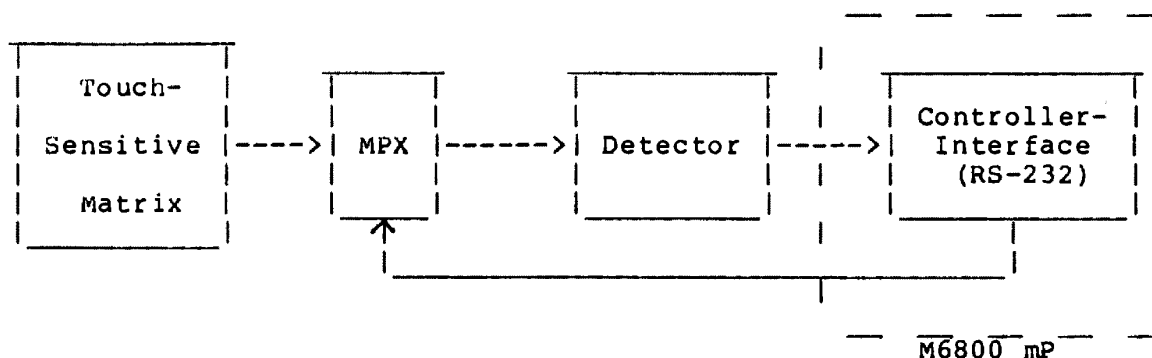 Touch-
Sensitive
Matrix
MPX
Detector
Controller-
Interface
(RS-232)
M6800 mP